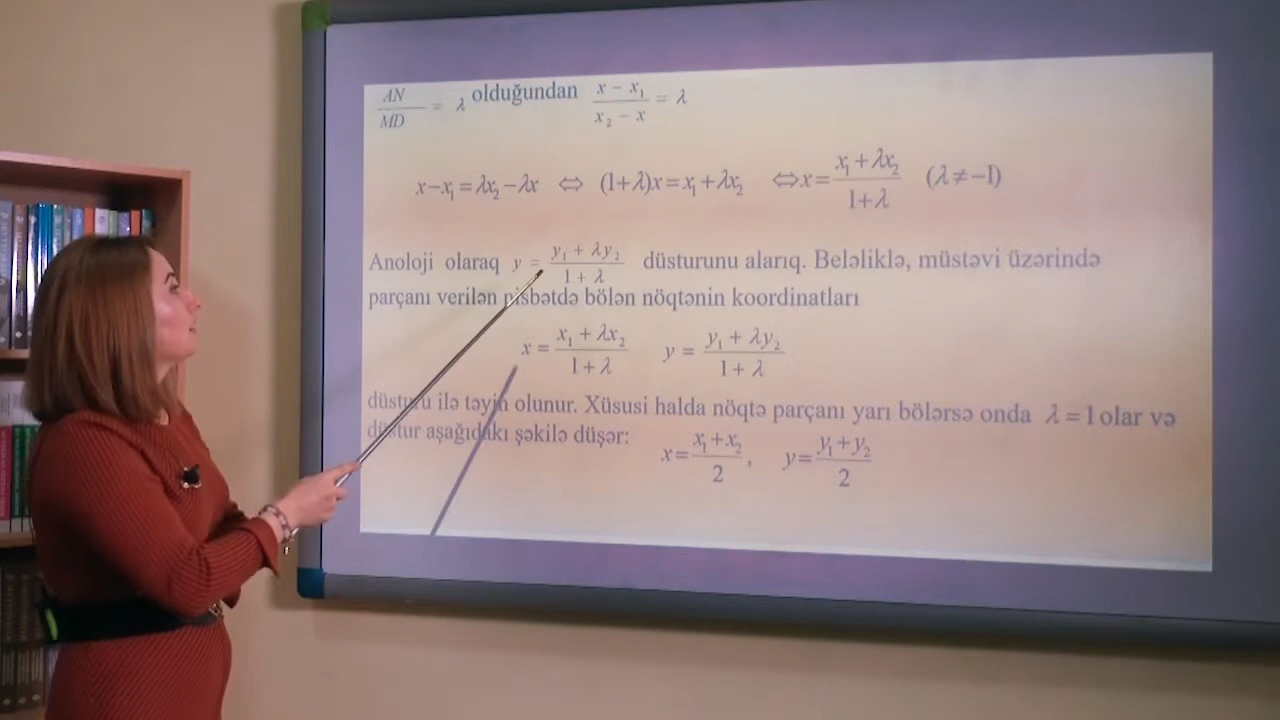 AN/MD = λ olduğundan (x − x₁)/(x₂ − x) = λ
x−x₁=λx₂−λx ⇔ (1+λ)x=x₁+λx₂ ⇔x=(x₁+λx₂)/(1+λ) (λ≠−1)
Anoloji olaraq y = (y₁ + λy₂)/(1 + λ) düsturunu alarıq. Beləliklə, müstəvi üzərində
parçanı verilən nisbətdə bölən nöqtənin koordinatları
x = (x₁ + λx₂)/(1 + λ) y = (y₁ + λy₂)/(1 + λ)
düsturu ilə təyin olunur. Xüsusi halda nöqtə parçanı yarı bölərsə onda λ = 1 olar və
düstur aşağıdakı şəkilə düşər: x=(x₁+x₂)/2, y=(y₁+y₂)/2